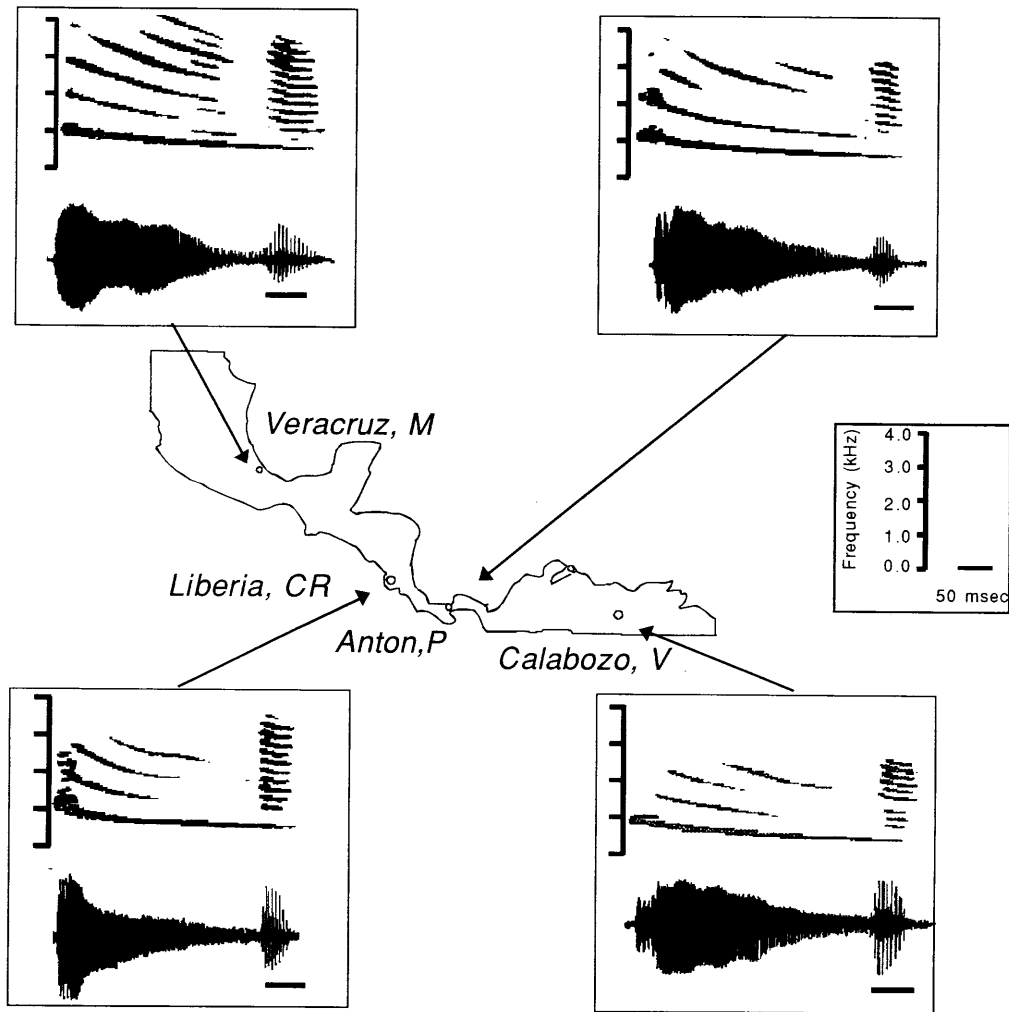 Veracruz, M
Liberia, CR
Anton,P
Calabozo, V
Frequency (kHz)
4.0
3.0
2.0
1.0
0.0
50 msec